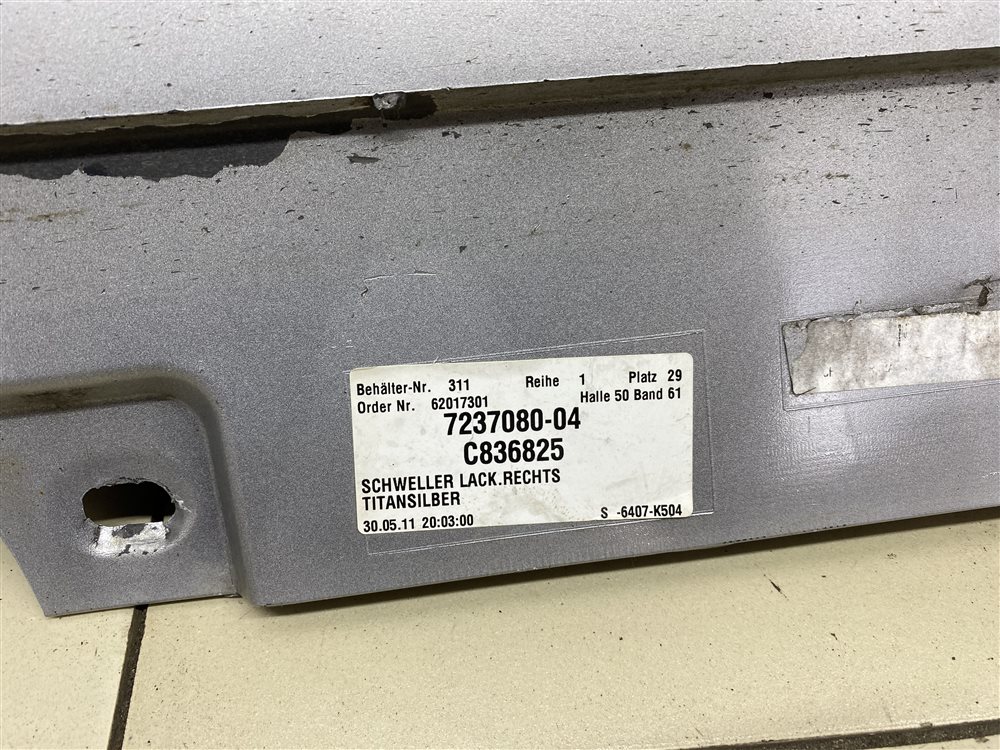 Behälter-Nr. 311 Reihe 1 Platz 29
Order Nr. 62017301 Halle 50 Band 61
7237080-04
C836825
SCHWELLER LACK.RECHTS
TITANSILBER
30.05.11 20:03:00 S -6407-K504